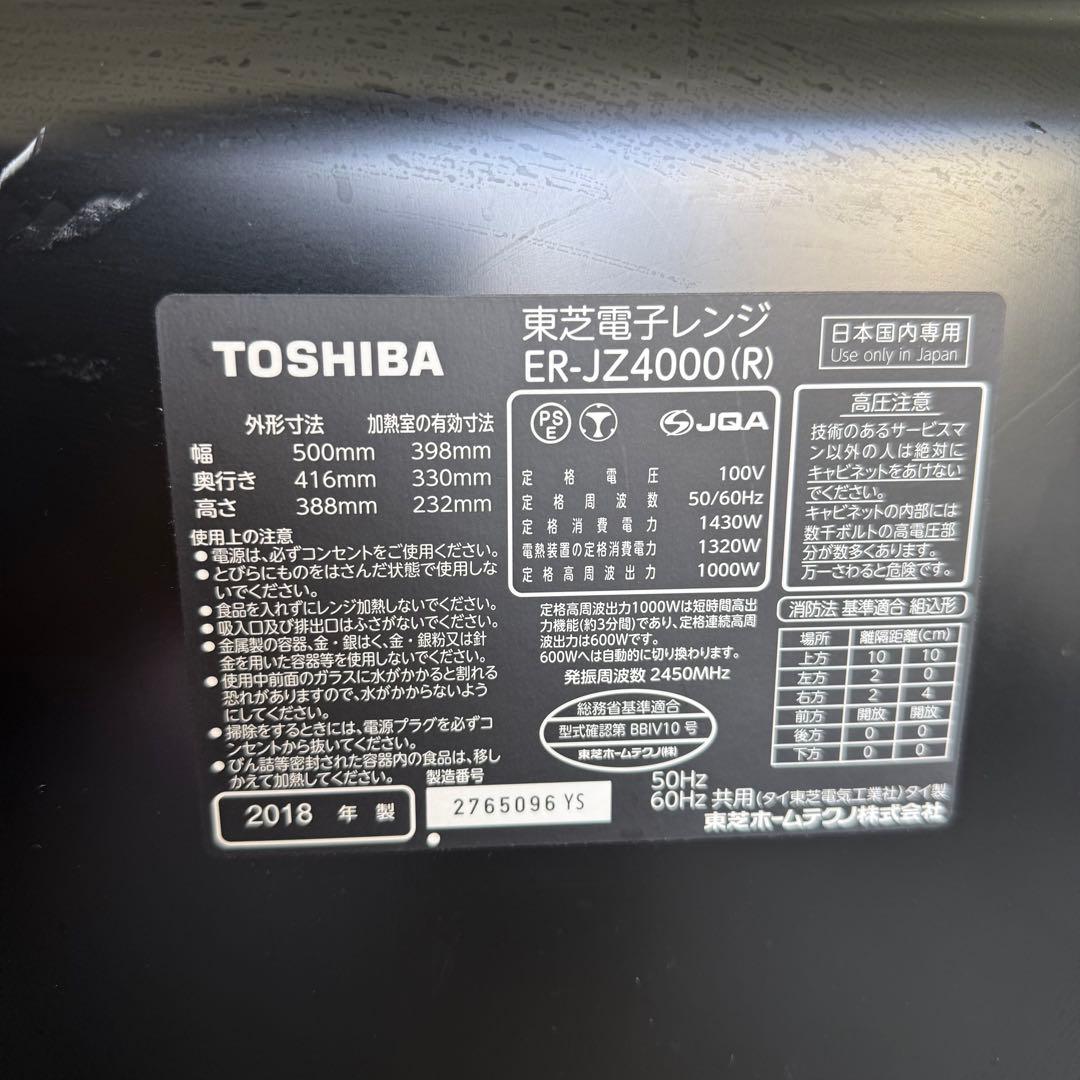 TOSHIBA
東芝電子レンジ
ER-JZ4000(R)
日本国内専用
Use only in Japan
外形寸法 加熱室の有効寸法
幅 500mm 398mm
奥行き 416mm 330mm
高さ 388mm 232mm
使用上の注意
●電源は、必ずコンセントをご使用ください。
●とびらにものをはさんだ状態で使用しな
いでください。
●食品を入れずにレンジ加熱しないでください。
●吸入口及び排出口はふさがないでください。
●金属製の容器、金・銀はく、金・銀粉又は針
金を用いた容器等を使用しないでください。
●使用中前面のガラスに水がかかると割れる
恐れがありますので、水がかからないよう
にしてください。
●掃除をするときには、電源プラグを必ずコ
ンセントから抜いてください。
●びん詰等密封された容器内の食品は、移し
かえて加熱してください。
2018 年 製
製造番号
2765096 YS
PS
E
JQA
定格電圧 100V
定格周波数 50/60Hz
定格消費電力 1430W
電熱装置の定格消費電力 1320W
定格高周波出力 1000W
定格高周波出力1000Wは短時間高出
力機能(約3分間)であり、定格連続高周
波出力は600Wです。
600Wへは自動的に切り換わります。
発振周波数 2450MHz
総務省基準適合
型式確認第 BBIV10 号
東芝ホームテクノ(株)
高圧注意
技術のあるサービスマ
ン以外の人は絶対に
キャビネットをあけない
でください。
キャビネットの内部には
数千ボルトの高電圧部
分が数多くあります。
万一さわると危険です。
消防法 基準適合 組込形
場所 離隔距離(cm)
上方 10 10
左方 2 0
右方 2 4
前方 開放 開放
後方 0 0
下方 0 0
50Hz
60Hz 共用 (タイ東芝電気工業社)タイ製
東芝ホームテクノ株式会社